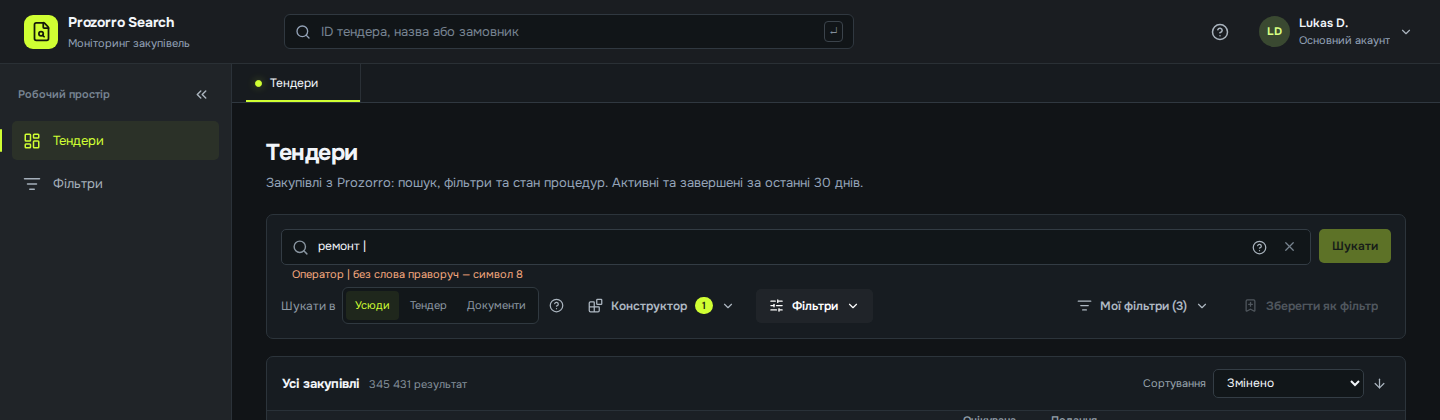 Prozorro Search
Моніторинг закупівель
ID тендера, назва або замовник
LD
Lukas D.
Основний акаунт
Робочий простір
Тендери
Фільтри
Тендери
Тендери
Закупівлі з Prozorro: пошук, фільтри та стан процедур. Активні та завершені за останні 30 днів.
ремонт |
Шукати
Оператор | без слова праворуч — символ 8
Шукати в Усюди Тендер Документи Конструктор 1 Фільтри Мої фільтри (3) Зберегти як фільтр
Усі закупівлі 345 431 результат Сортування Змінено